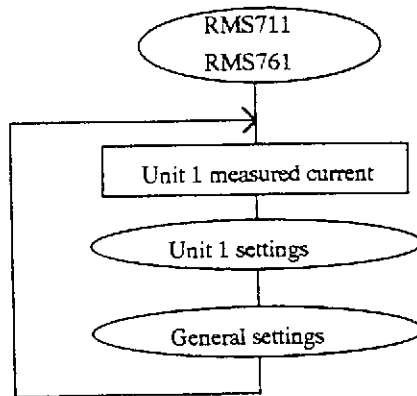 RMS711
RMS761
Unit 1 measured current
Unit 1 settings
General settings